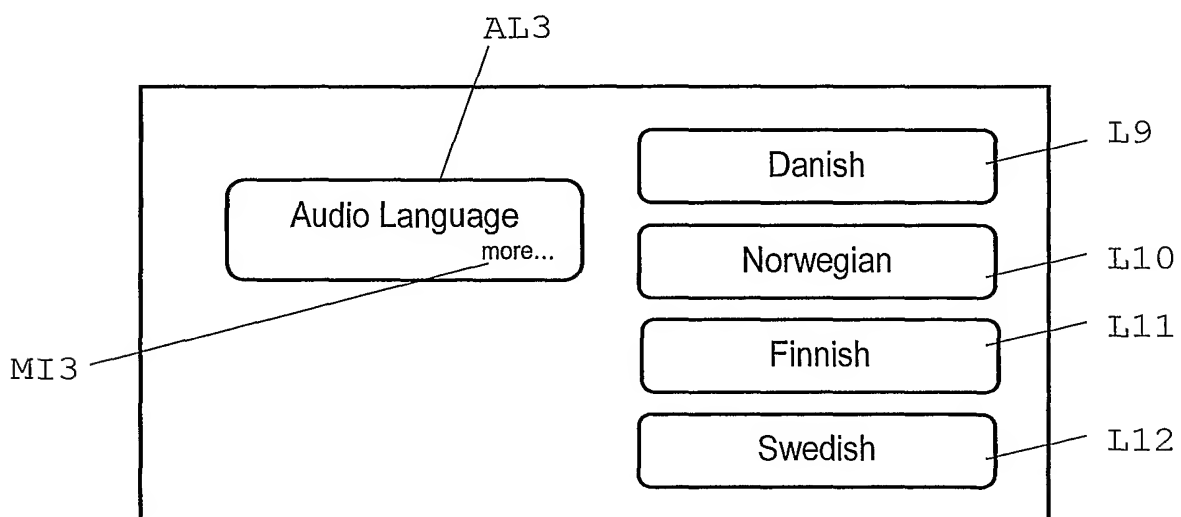 AL3
Danish
L9
Audio Language
more...
Norwegian
L10
MI3
Finnish
L11
Swedish
L12